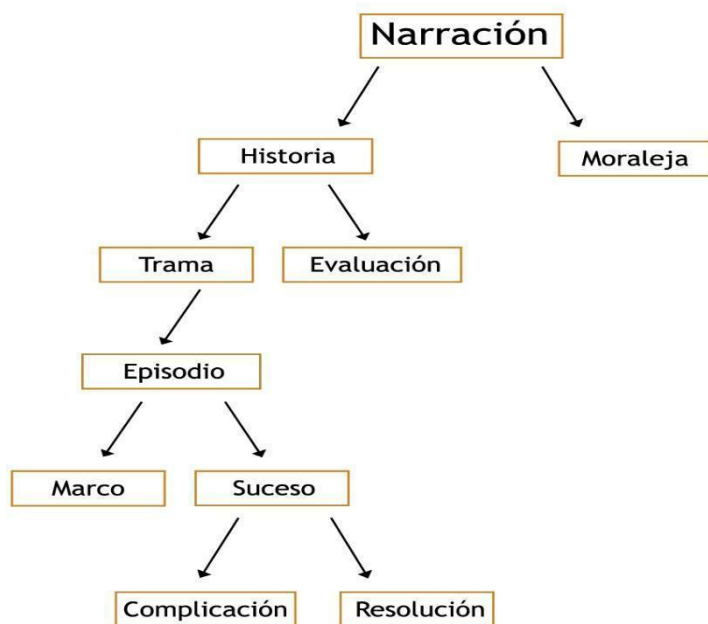 Narración
Historia
Moraleja
Trama
Evaluación
Episodio
Marco
Suceso
Complicación
Resolución